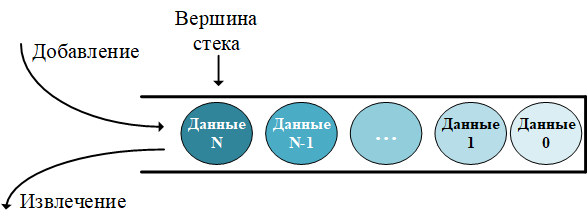 Вершина
стека
Добавление
Данные
N
Данные
N-1
...
Данные
1
Данные
0
Извлечение